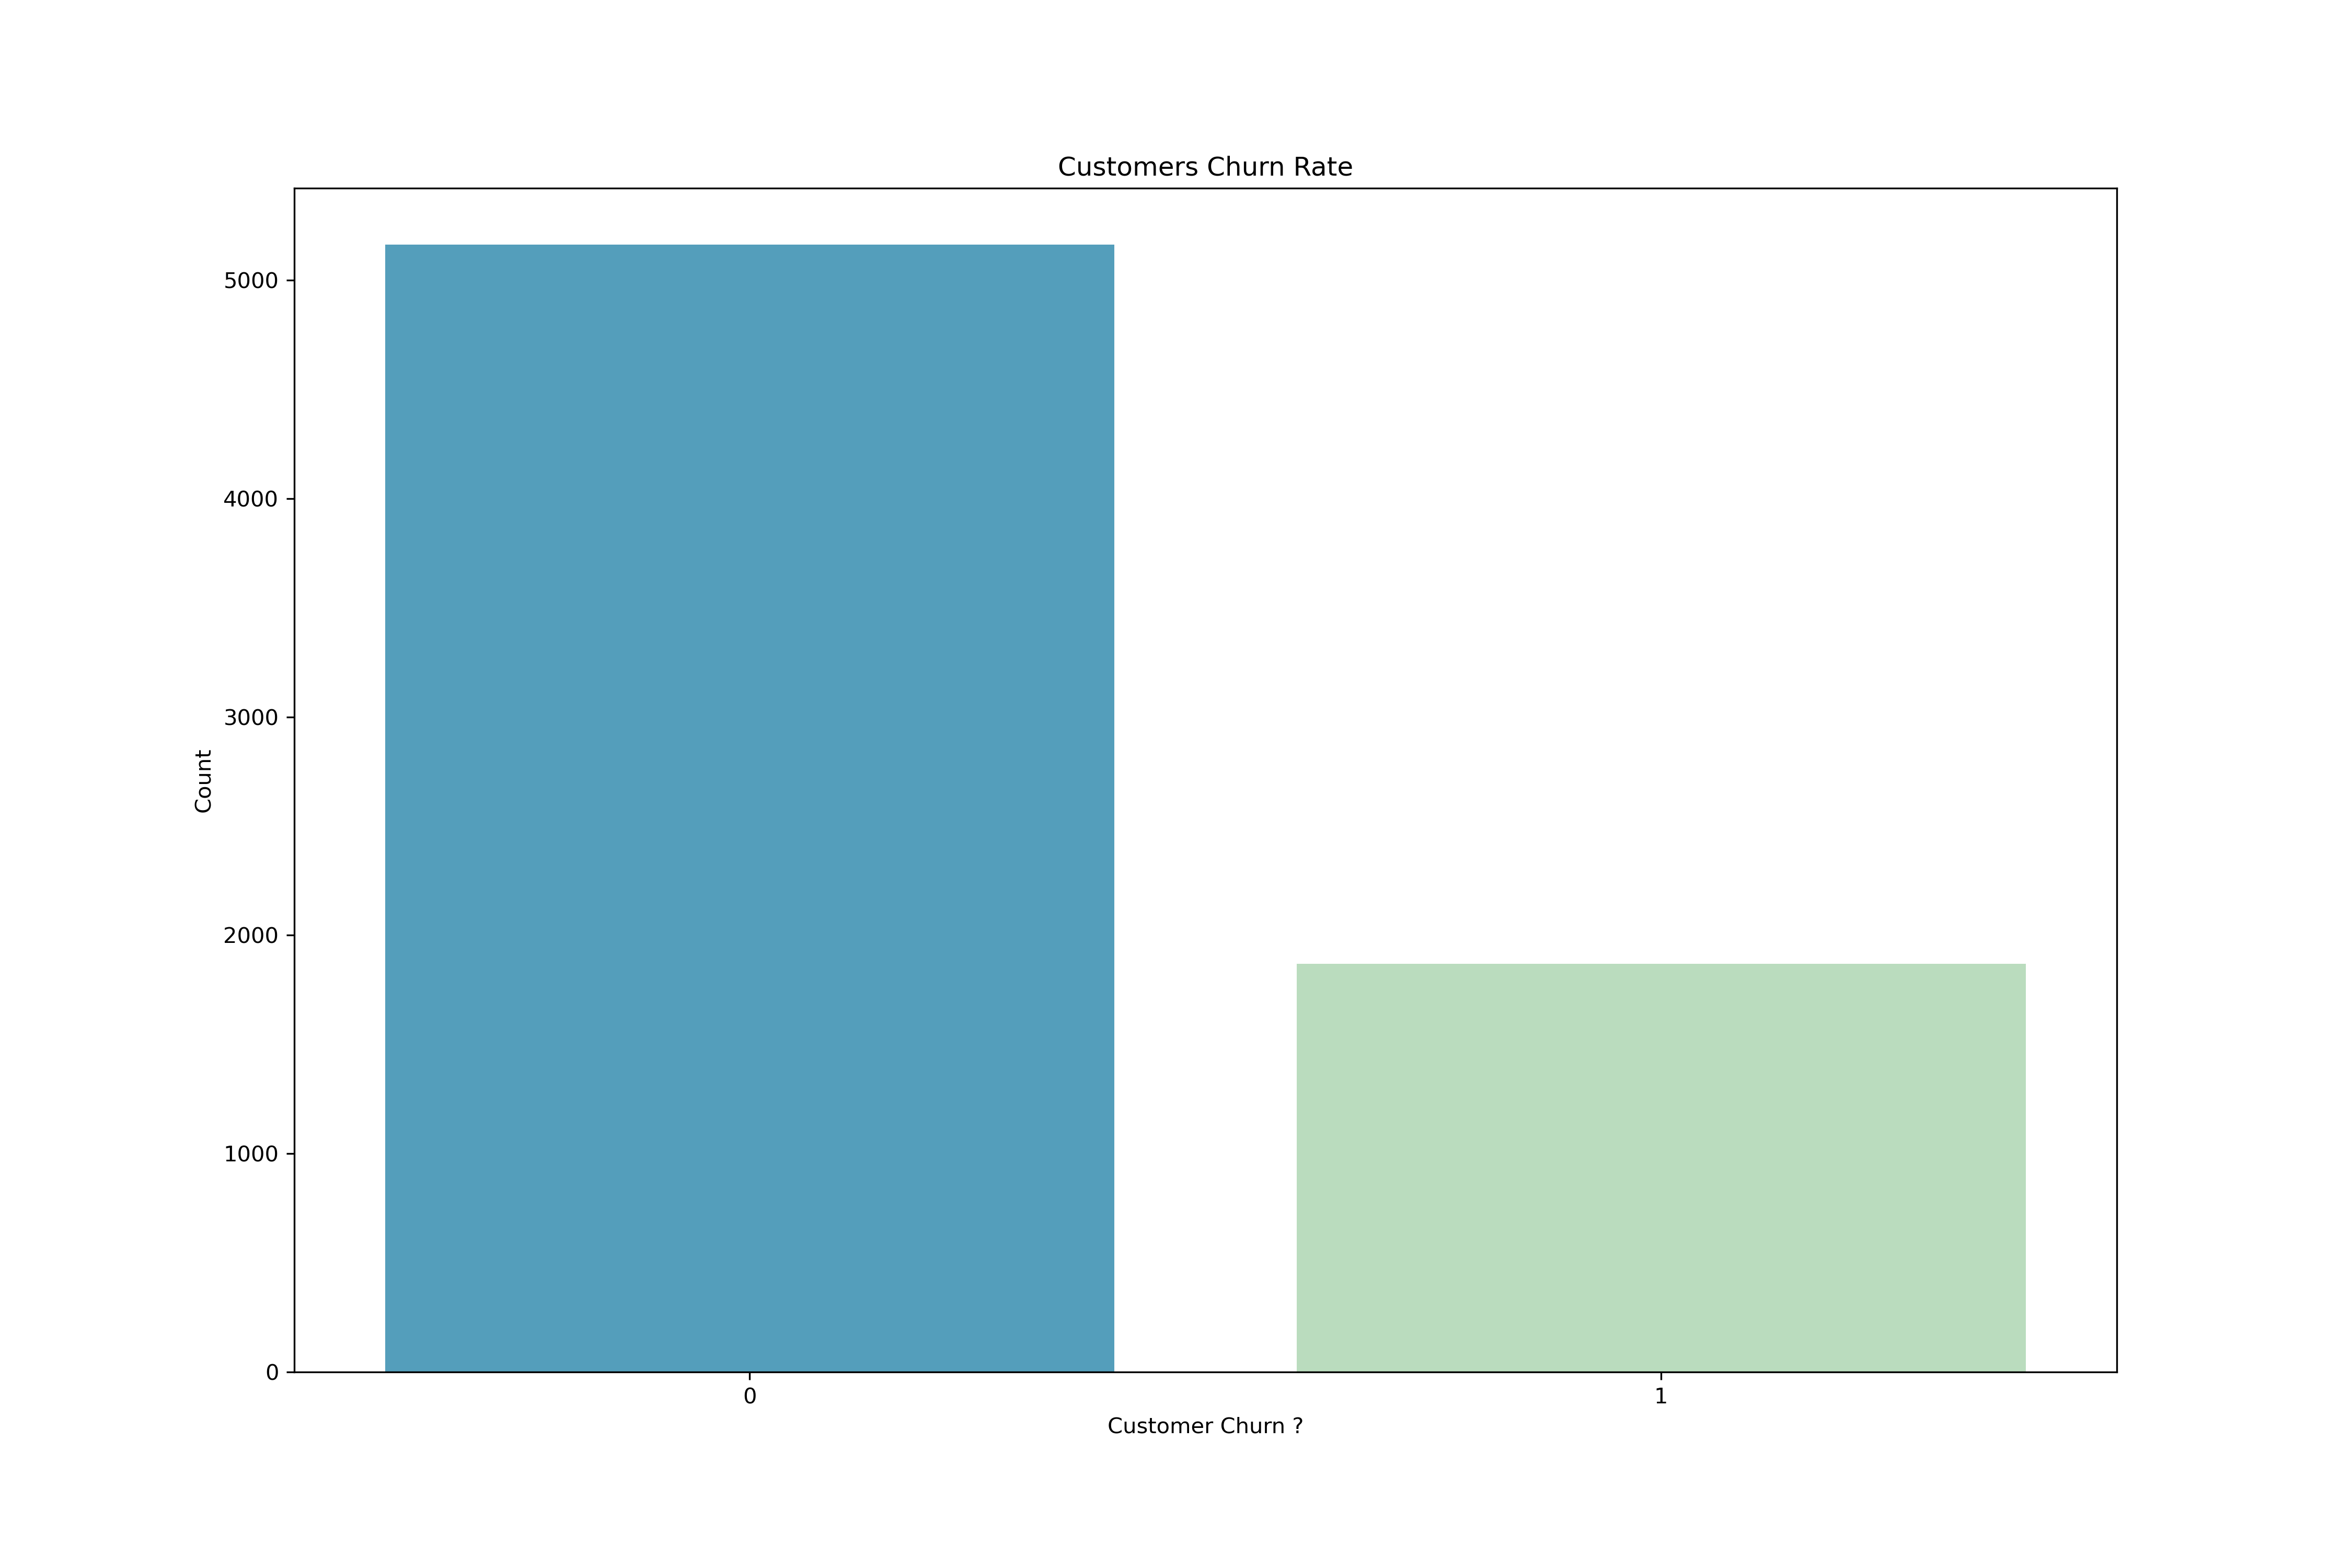 Customers Churn Rate
5000
4000
3000
2000
1000
0
Count
0 1
Customer Churn ?